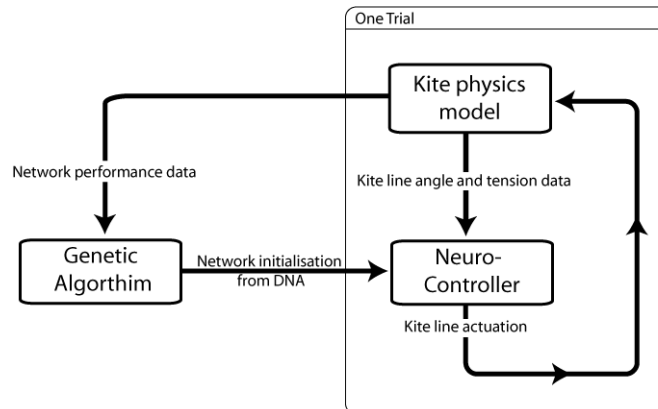 One Trial
Kite physics
model
Network performance data
Kite line angle and tension data
Genetic
Algorthim
Network initialisation
from DNA
Neuro-
Controller
Kite line actuation